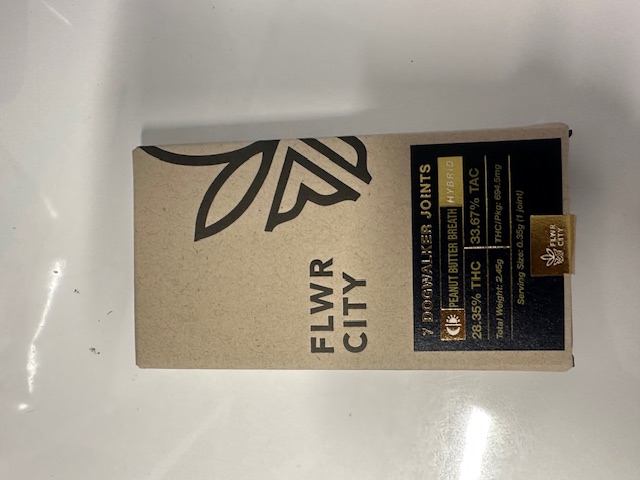 FLWR
CITY
7 DOGWALKER JOINTS
PEANUT BUTTER BREATH HYBRID
28.35% THC 33.67% TAC
Total Weight: 2.45g THC/Pkg: 694.5mg
Serving Size: 0.35g (1 joint)
FLWR
CITY